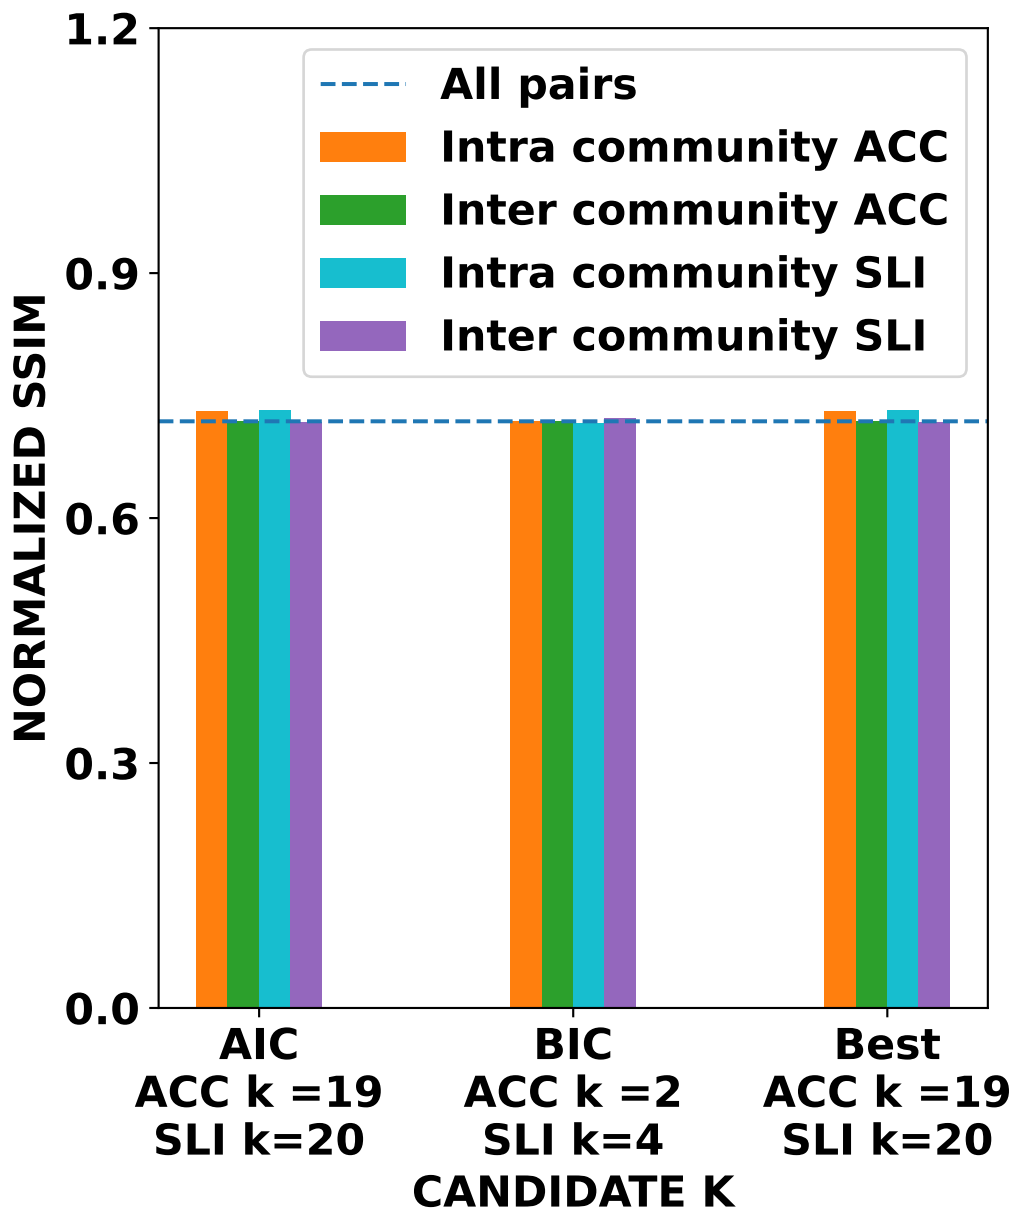 1.2
0.9
0.6
0.3
0.0
NORMALIZED SSIM
All pairs
Intra community ACC
Inter community ACC
Intra community SLI
Inter community SLI
AIC
ACC k =19
SLI k=20
BIC
ACC k =2
SLI k=4
Best
ACC k =19
SLI k=20
CANDIDATE K